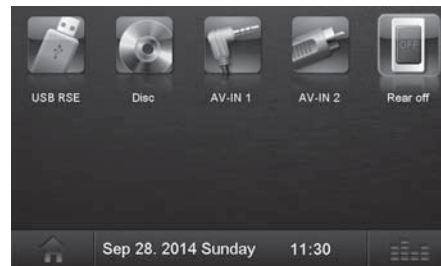 OFF
USB RSE Disc AV-IN 1 AV-IN 2 Rear off
Sep 28. 2014 Sunday 11:30